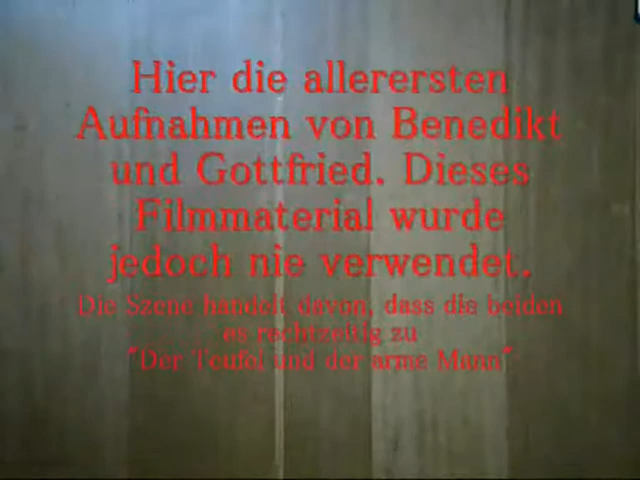 Hier die allerersten
Aufnahmen von Benedikt
und Gottfried. Dieses
Filmmaterial wurde
jedoch nie verwendet.
Die Szene handelt davon, dass die beiden
es rechtzeitig zu
"Der Teufel und der arme Mann"